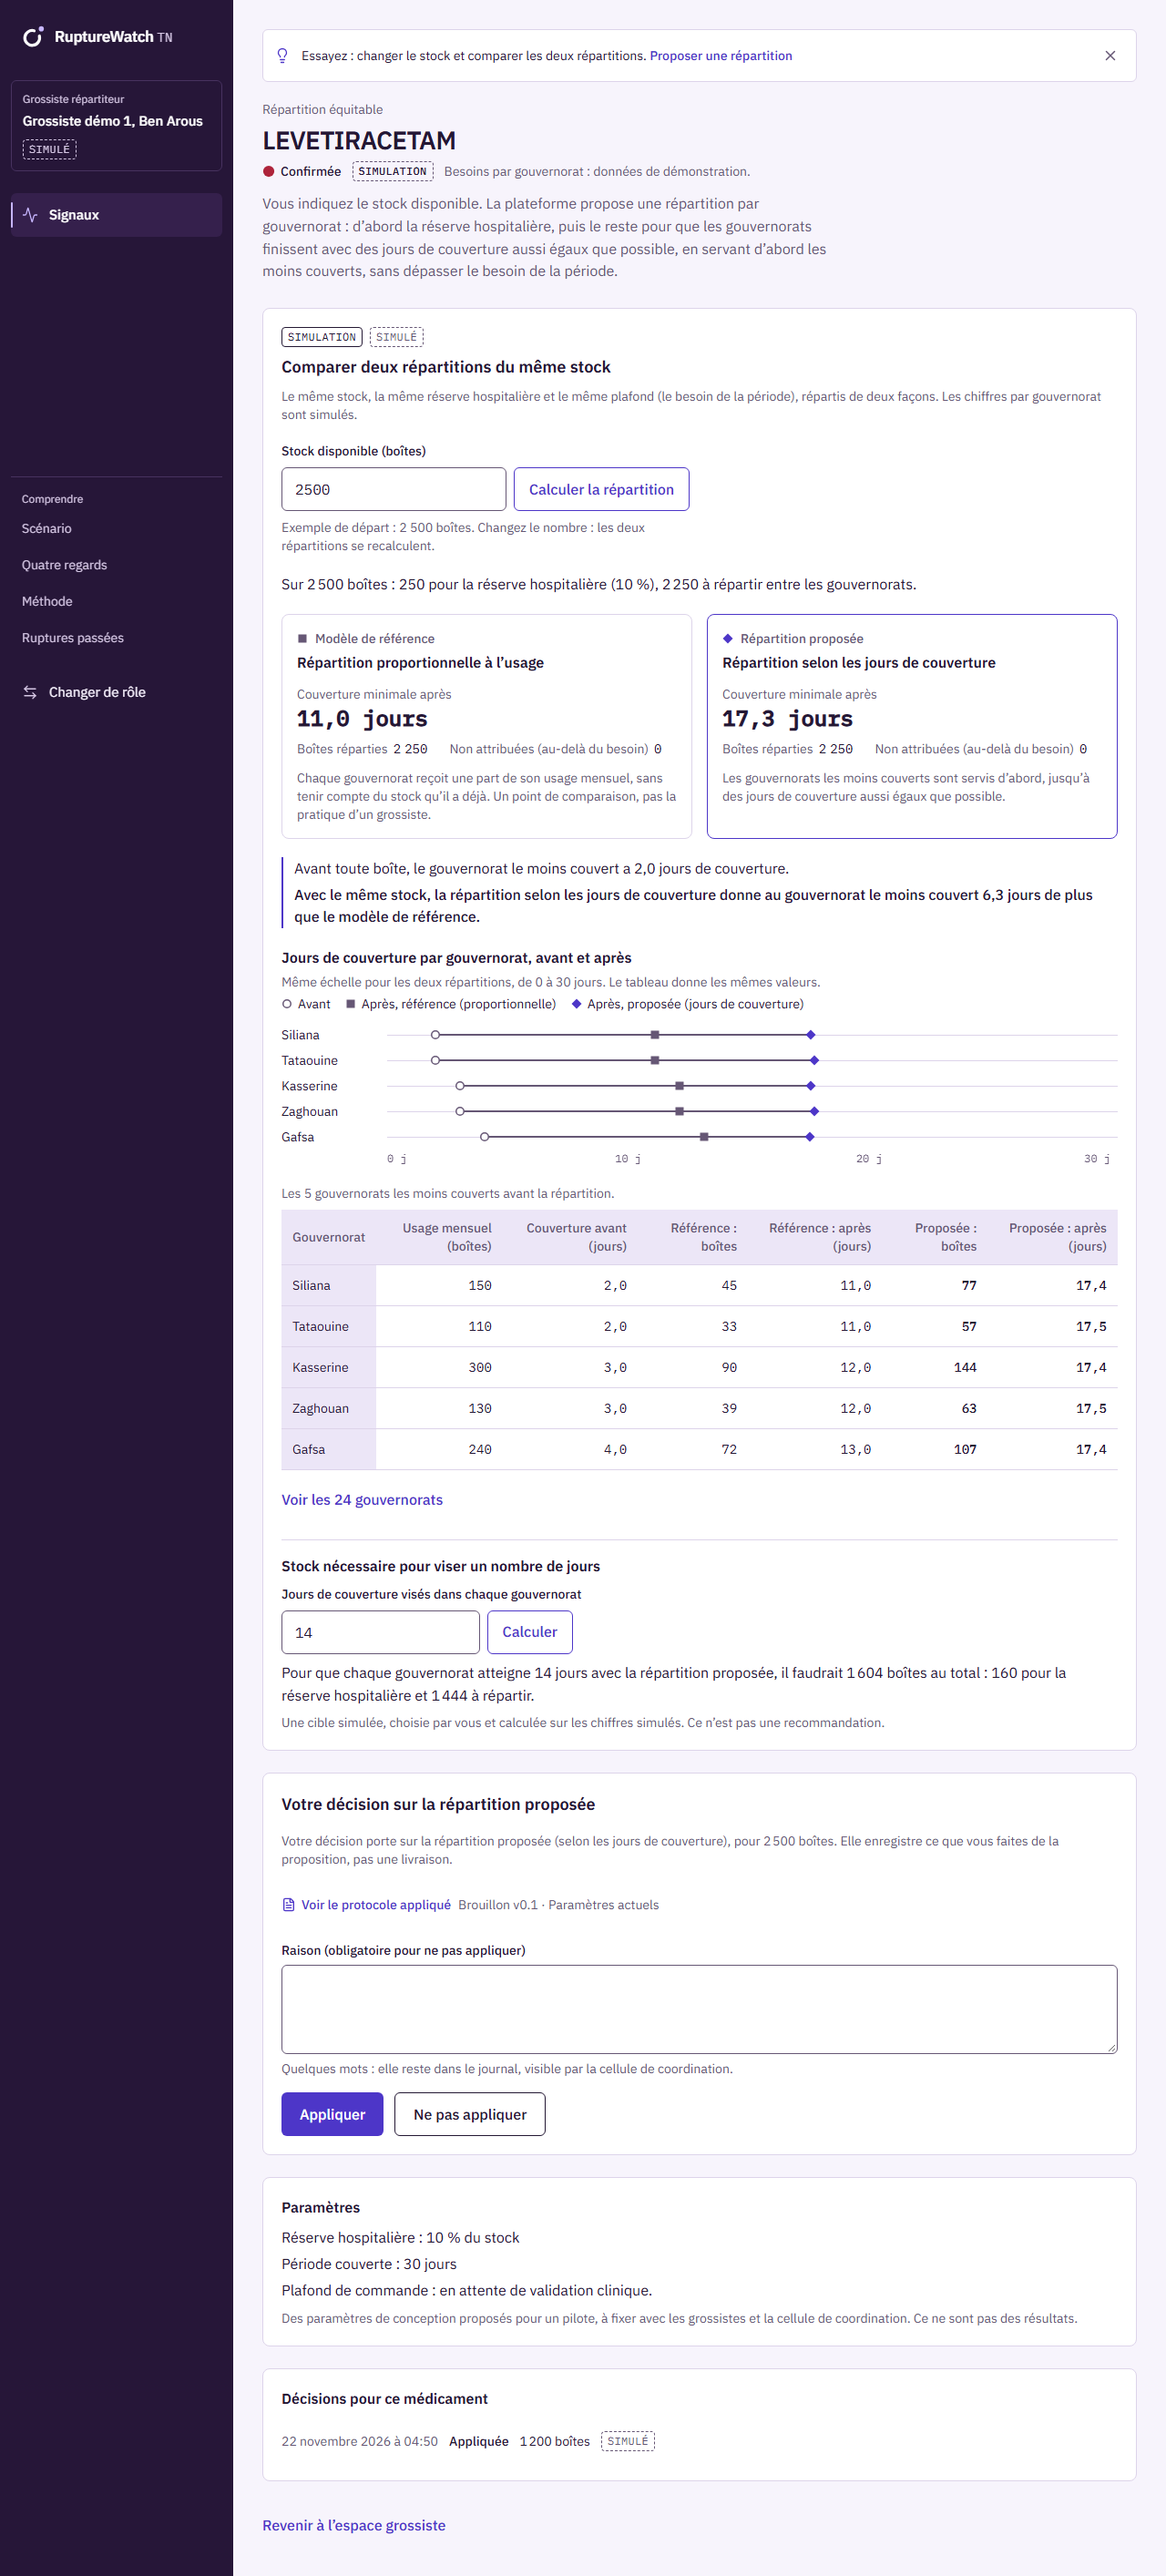 RuptureWatch TN
Grossiste répartiteur
Grossiste démo 1, Ben Arous
SIMULÉ
Signaux
Comprendre
Scénario
Quatre regards
Méthode
Ruptures passées
Changer de rôle
Essayez : changer le stock et comparer les deux répartitions. Proposer une répartition
Répartition équitable
LEVETIRACETAM
Confirmée SIMULATION Besoins par gouvernorat : données de démonstration.
Vous indiquez le stock disponible. La plateforme propose une répartition par
gouvernorat : d’abord la réserve hospitalière, puis le reste pour que les gouvernorats
finissent avec des jours de couverture aussi égaux que possible, en servant d’abord les
moins couverts, sans dépasser le besoin de la période.
SIMULATION SIMULÉ
Comparer deux répartitions du même stock
Le même stock, la même réserve hospitalière et le même plafond (le besoin de la période), répartis de deux façons. Les chiffres par gouvernorat
sont simulés.
Stock disponible (boîtes)
2500 Calculer la répartition
Exemple de départ : 2 500 boîtes. Changez le nombre : les deux
répartitions se recalculent.
Sur 2 500 boîtes : 250 pour la réserve hospitalière (10 %), 2 250 à répartir entre les gouvernorats.
Modèle de référence
Répartition proportionnelle à l’usage
Couverture minimale après
11,0 jours
Boîtes réparties 2 250 Non attribuées (au-delà du besoin) 0
Chaque gouvernorat reçoit une part de son usage mensuel, sans
tenir compte du stock qu’il a déjà. Un point de comparaison, pas la
pratique d’un grossiste.
Répartition proposée
Répartition selon les jours de couverture
Couverture minimale après
17,3 jours
Boîtes réparties 2 250 Non attribuées (au-delà du besoin) 0
Les gouvernorats les moins couverts sont servis d’abord, jusqu’à
des jours de couverture aussi égaux que possible.
Avant toute boîte, le gouvernorat le moins couvert a 2,0 jours de couverture.
Avec le même stock, la répartition selon les jours de couverture donne au gouvernorat le moins couvert 6,3 jours de plus
que le modèle de référence.
Jours de couverture par gouvernorat, avant et après
Même échelle pour les deux répartitions, de 0 à 30 jours. Le tableau donne les mêmes valeurs.
Avant Après, référence (proportionnelle) Après, proposée (jours de couverture)
Siliana
Tataouine
Kasserine
Zaghouan
Gafsa
0 j 10 j 20 j 30 j
Les 5 gouvernorats les moins couverts avant la répartition.
Gouvernorat Usage mensuel (boîtes) Couverture avant (jours) Référence : boîtes Référence : après (jours) Proposée : boîtes Proposée : après (jours)
Siliana 150 2,0 45 11,0 77 17,4
Tataouine 110 2,0 33 11,0 57 17,5
Kasserine 300 3,0 90 12,0 144 17,4
Zaghouan 130 3,0 39 12,0 63 17,5
Gafsa 240 4,0 72 13,0 107 17,4
Voir les 24 gouvernorats
Stock nécessaire pour viser un nombre de jours
Jours de couverture visés dans chaque gouvernorat
14 Calculer
Pour que chaque gouvernorat atteigne 14 jours avec la répartition proposée, il faudrait 1 604 boîtes au total : 160 pour la
réserve hospitalière et 1 444 à répartir.
Une cible simulée, choisie par vous et calculée sur les chiffres simulés. Ce n’est pas une recommandation.
Votre décision sur la répartition proposée
Votre décision porte sur la répartition proposée (selon les jours de couverture), pour 2 500 boîtes. Elle enregistre ce que vous faites de la
proposition, pas une livraison.
Voir le protocole appliqué Brouillon v0.1 · Paramètres actuels
Raison (obligatoire pour ne pas appliquer)
Quelques mots : elle reste dans le journal, visible par la cellule de coordination.
Appliquer Ne pas appliquer
Paramètres
Réserve hospitalière : 10 % du stock
Période couverte : 30 jours
Plafond de commande : en attente de validation clinique.
Des paramètres de conception proposés pour un pilote, à fixer avec les grossistes et la cellule de coordination. Ce ne sont pas des résultats.
Décisions pour ce médicament
22 novembre 2026 à 04:50 Appliquée 1 200 boîtes SIMULÉ
Revenir à l’espace grossiste